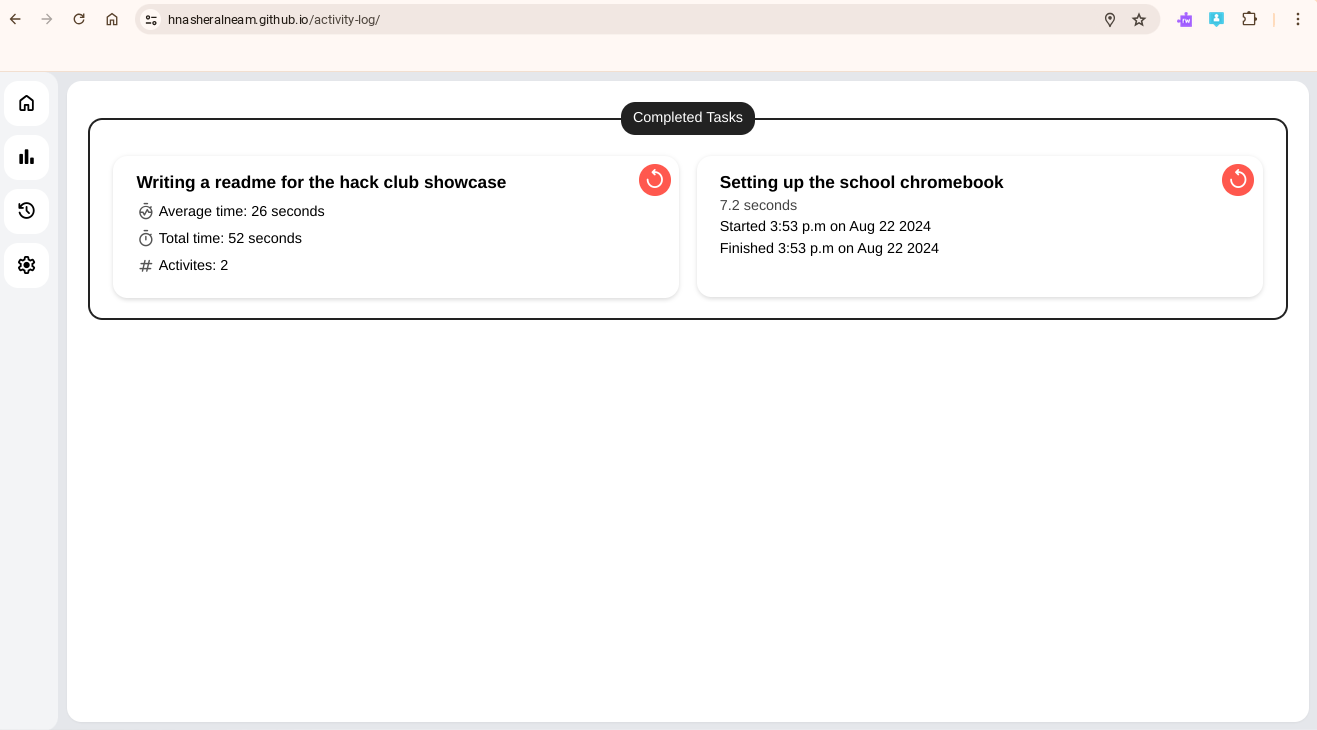 hnasheralneam.github.io/activity-log/
Completed Tasks
Writing a readme for the hack club showcase
Average time: 26 seconds
Total time: 52 seconds
Activites: 2
Setting up the school chromebook
7.2 seconds
Started 3:53 p.m on Aug 22 2024
Finished 3:53 p.m on Aug 22 2024